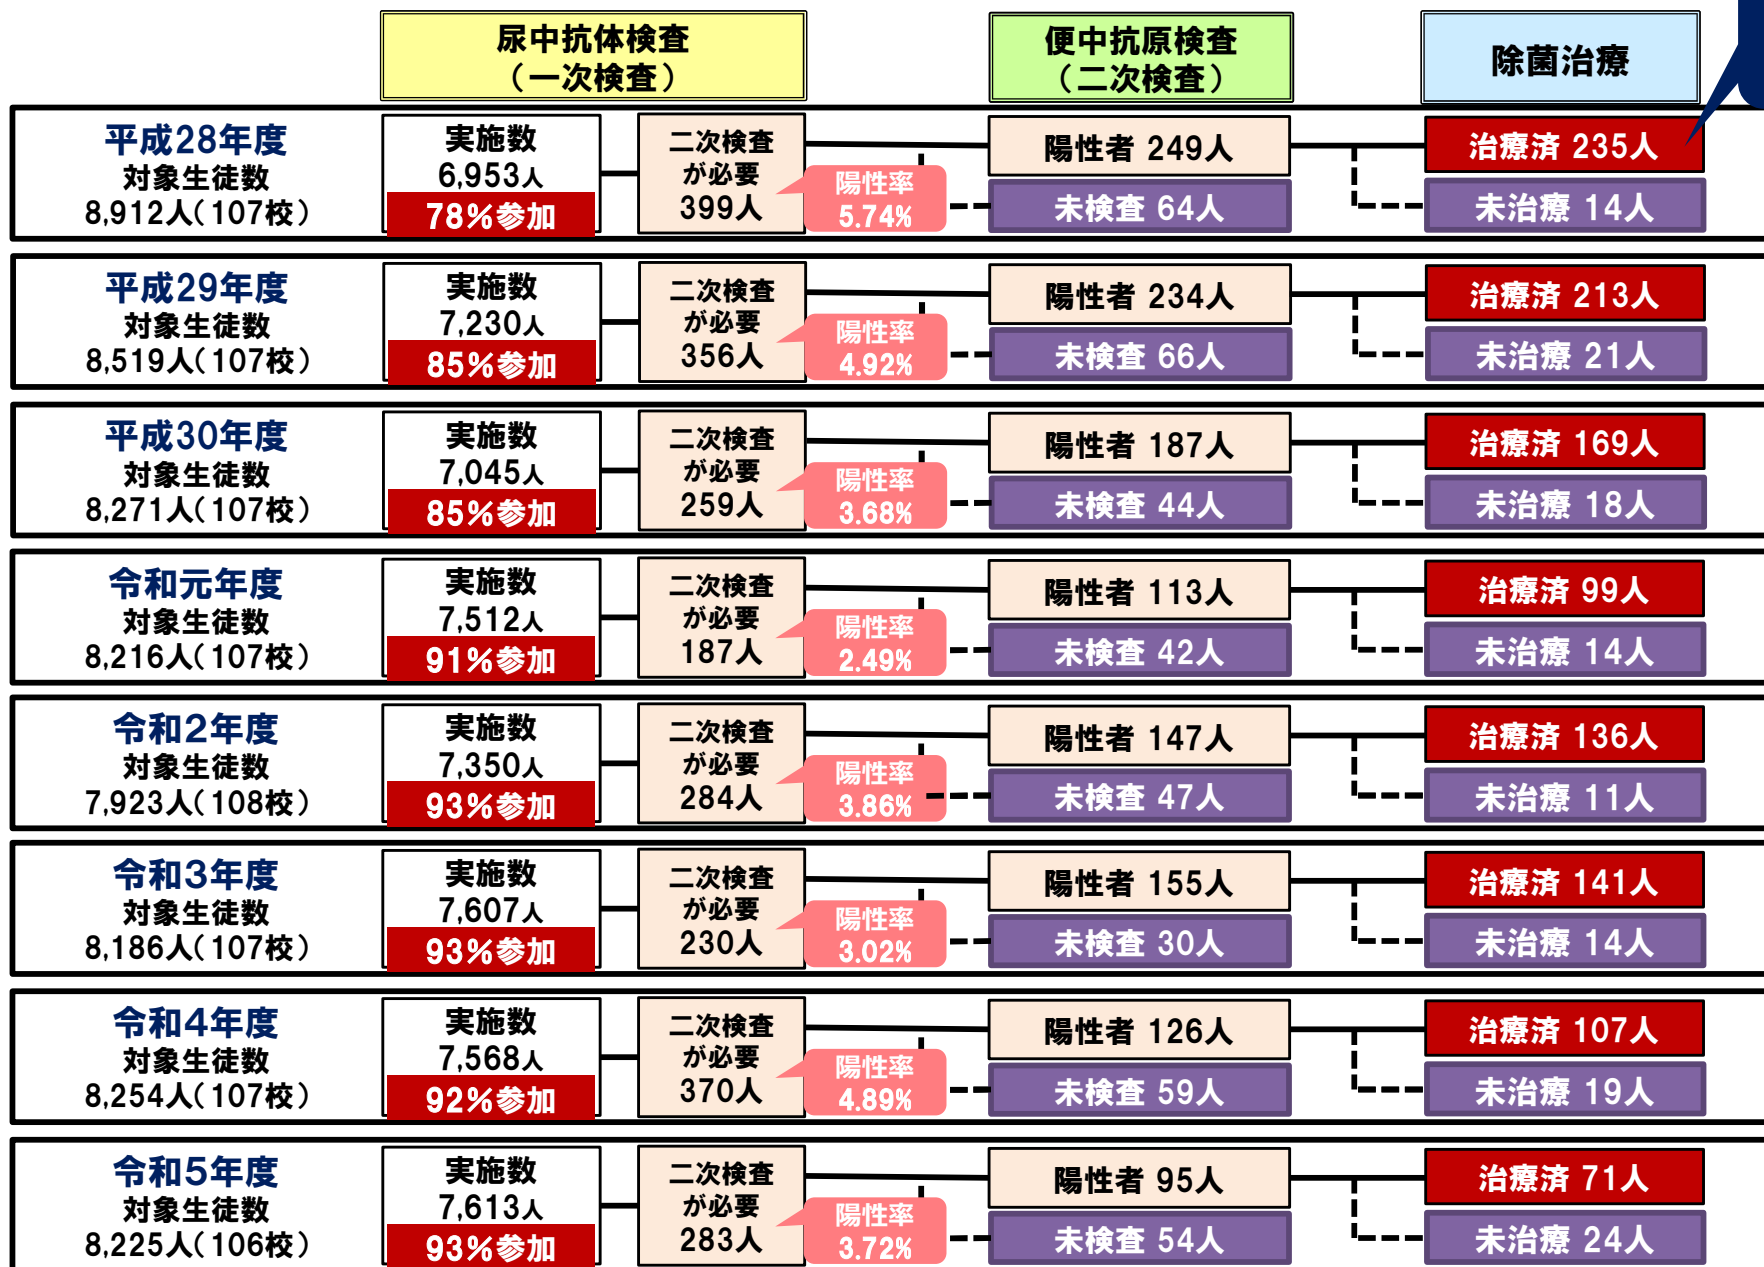 尿中抗体検査
（一次検査）
便中抗原検査
（二次検査）
除菌治療
平成28年度
対象生徒数
8,912人（107校）
実施数
6,953人
78%参加
二次検査
が必要
399人
陽性率
5.74%
陽性者 249人
未検査 64人
治療済 235人
未治療 14人
平成29年度
対象生徒数
8,519人（107校）
実施数
7,230人
85%参加
二次検査
が必要
356人
陽性率
4.92%
陽性者 234人
未検査 66人
治療済 213人
未治療 21人
平成30年度
対象生徒数
8,271人（107校）
実施数
7,045人
85%参加
二次検査
が必要
259人
陽性率
3.68%
陽性者 187人
未検査 44人
治療済 169人
未治療 18人
令和元年度
対象生徒数
8,216人（107校）
実施数
7,512人
91%参加
二次検査
が必要
187人
陽性率
2.49%
陽性者 113人
未検査 42人
治療済 99人
未治療 14人
令和2年度
対象生徒数
7,923人（108校）
実施数
7,350人
93%参加
二次検査
が必要
284人
陽性率
3.86%
陽性者 147人
未検査 47人
治療済 136人
未治療 11人
令和3年度
対象生徒数
8,186人（107校）
実施数
7,607人
93%参加
二次検査
が必要
230人
陽性率
3.02%
陽性者 155人
未検査 30人
治療済 141人
未治療 14人
令和4年度
対象生徒数
8,254人（107校）
実施数
7,568人
92%参加
二次検査
が必要
370人
陽性率
4.89%
陽性者 126人
未検査 59人
治療済 107人
未治療 19人
令和5年度
対象生徒数
8,225人（106校）
実施数
7,613人
93%参加
二次検査
が必要
283人
陽性率
3.72%
陽性者 95人
未検査 54人
治療済 71人
未治療 24人